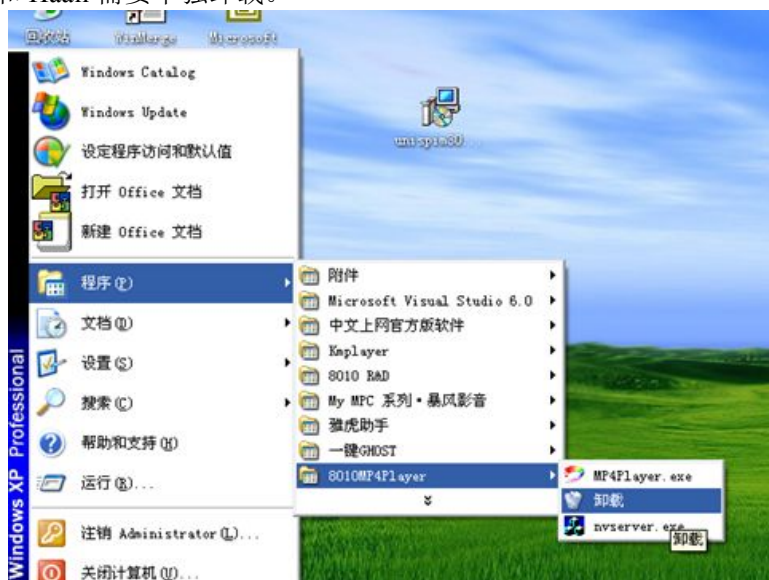 和 Haali 需要单独卸载。
回收站
WinMerge
Microsoft
Windows Catalog
Windows Update
设定程序访问和默认值
打开 Office 文档
新建 Office 文档
程序(P)
文档(D)
设置(S)
搜索(C)
帮助和支持(H)
运行(R)...
注销 Administrator(L)...
关闭计算机(U)...
Windows XP Professional
附件
Microsoft Visual Studio 6.0
中文上网官方版软件
Kmplayer
8010 R&D
My MPC 系列·暴风影音
雅虎助手
一键GHOST
8010MP4Player
MP4Player.exe
卸载
nvserver.exe
卸载